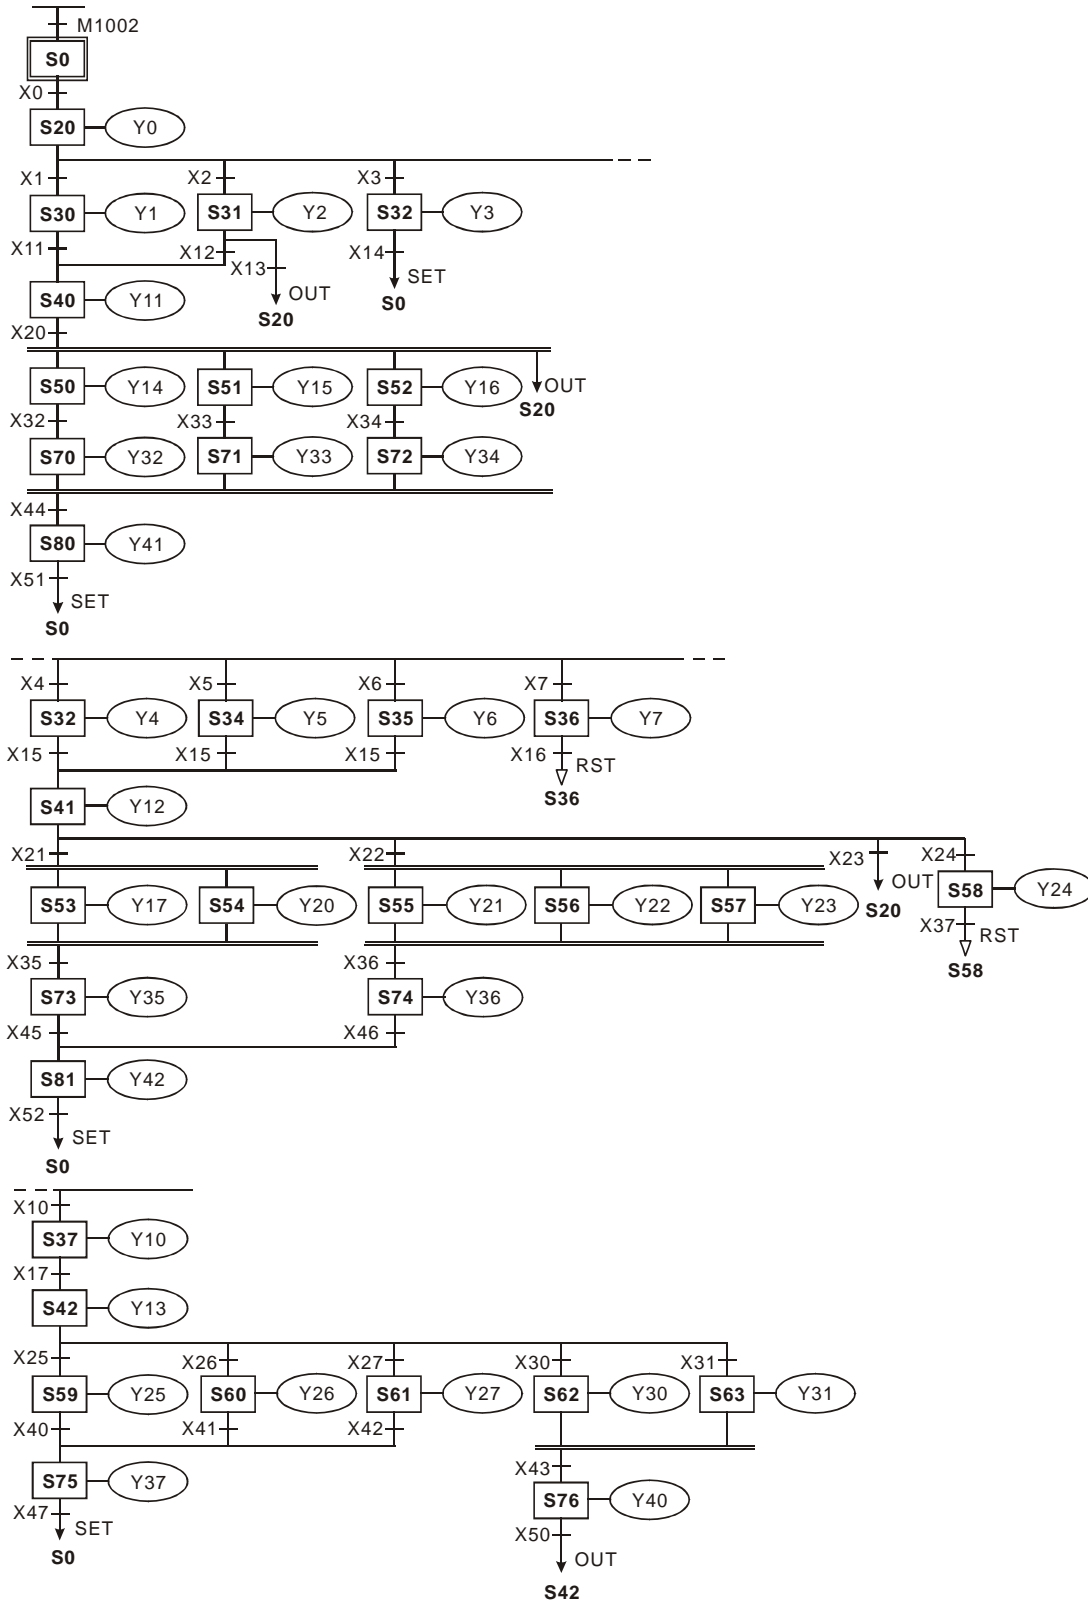 M1002
S0
X0
S20 Y0
X1 X2 X3
S30 Y1 S31 Y2 S32 Y3
X11 X12 X13 X14 SET
OUT S0
S40 Y11 S20
X20
S50 Y14 S51 Y15 S52 Y16 OUT
S20
X32 X33 X34
S70 Y32 S71 Y33 S72 Y34
X44
S80 Y41
X51
SET
S0
X4 X5 X6 X7
S32 Y4 S34 Y5 S35 Y6 S36 Y7
X15 X15 X15 X16 RST
S36
S41 Y12
X21 X22 X23 X24
S53 Y17 S54 Y20 S55 Y21 S56 Y22 S57 Y23 OUT S58 Y24
S20
X37 RST
X35 X36 S58
S73 Y35 S74 Y36
X45 X46
S81 Y42
X52
SET
S0
X10
S37 Y10
X17
S42 Y13
X25 X26 X27 X30 X31
S59 Y25 S60 Y26 S61 Y27 S62 Y30 S63 Y31
X40 X41 X42
X43
S75 Y37 S76 Y40
X47 SET X50
S0 OUT
S42